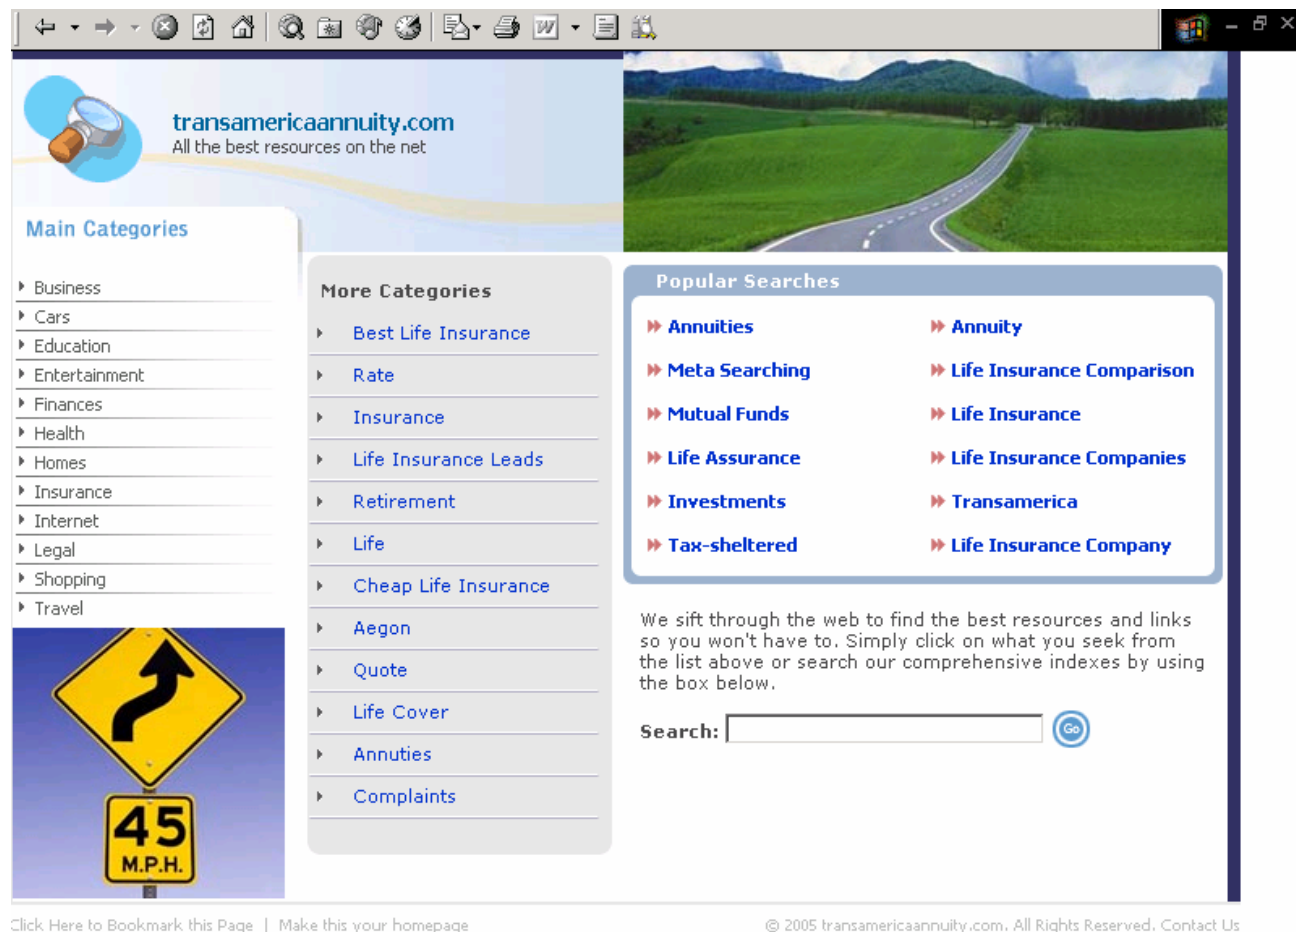 transamericaannuity.com
All the best resources on the net
Main Categories
Business
Cars
Education
Entertainment
Finances
Health
Homes
Insurance
Internet
Legal
Shopping
Travel
45
M.P.H.
More Categories
Best Life Insurance
Rate
Insurance
Life Insurance Leads
Retirement
Life
Cheap Life Insurance
Aegon
Quote
Life Cover
Annuties
Complaints
Popular Searches
Annuities
Annuity
Meta Searching
Life Insurance Comparison
Mutual Funds
Life Insurance
Life Assurance
Life Insurance Companies
Investments
Transamerica
Tax-sheltered
Life Insurance Company
We sift through the web to find the best resources and links
so you won't have to. Simply click on what you seek from
the list above or search our comprehensive indexes by using
the box below.
Search:
Go
Click Here to Bookmark this Page | Make this your homepage
© 2005 transamericaannuity.com. All Rights Reserved. Contact Us